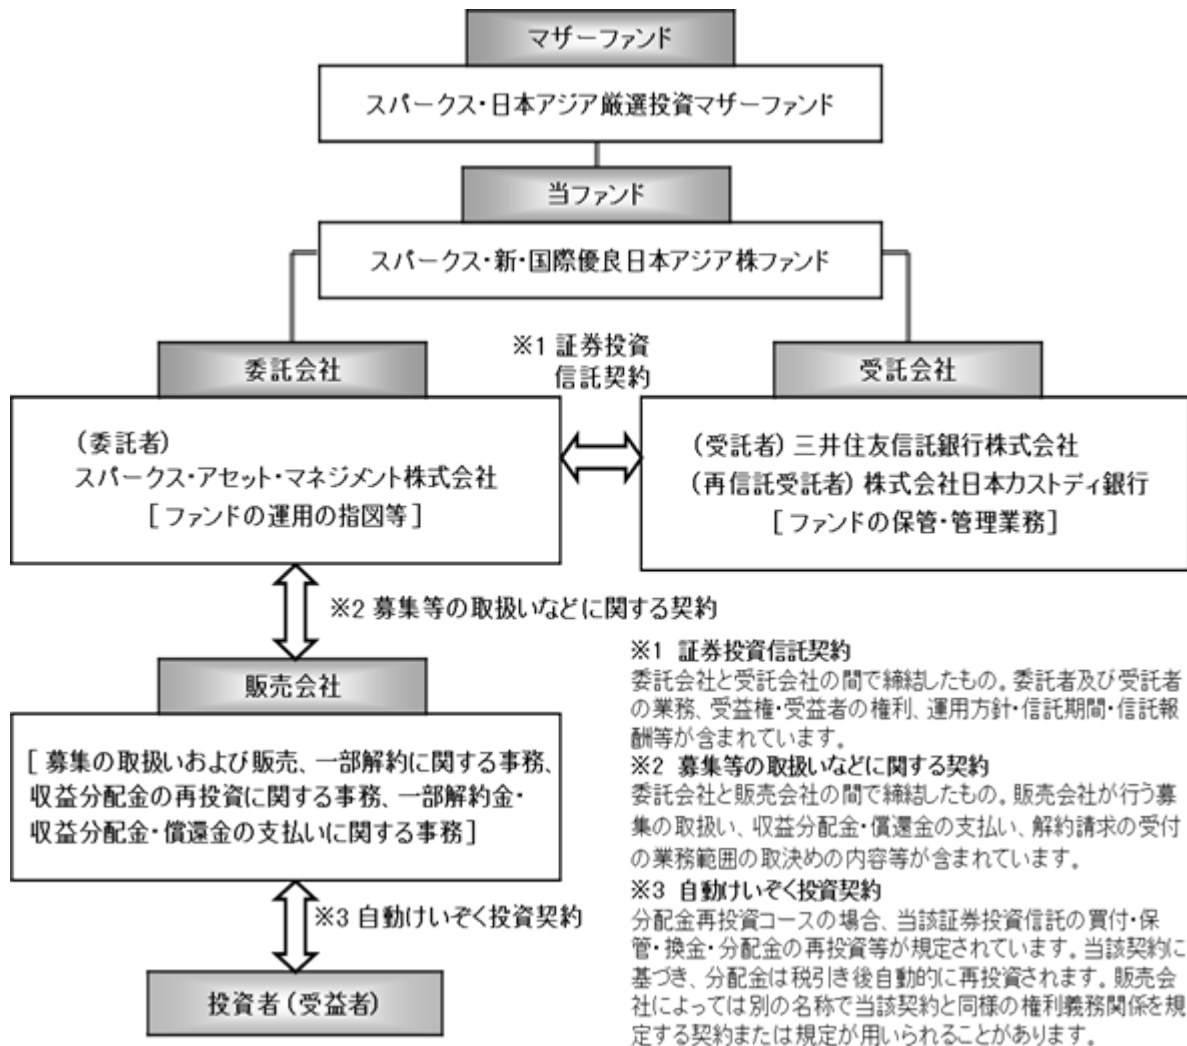 マザーファンド
スパークス・日本アジア厳選投資マザーファンド
当ファンド
スパークス・新・国際優良日本アジア株ファンド
※1 証券投資
信託契約
委託会社
(委託者)
スパークス・アセット・マネジメント株式会社
[ファンドの運用の指図等]
受託会社
(受託者) 三井住友信託銀行株式会社
(再信託受託者) 株式会社日本カストディ銀行
[ファンドの保管・管理業務]
※2 募集等の取扱いなどに関する契約
販売会社
[募集の取扱いおよび販売、一部解約に関する事務、
収益分配金の再投資に関する事務、一部解約金・
収益分配金・償還金の支払いに関する事務]
※3 自動けいぞく投資契約
投資者(受益者)
※1 証券投資信託契約
委託会社と受託会社の間で締結したもの。委託者及び受託者
の業務、受益権・受益者の権利、運用方針・信託期間・信託報
酬等が含まれています。
※2 募集等の取扱いなどに関する契約
委託会社と販売会社の間で締結したもの。販売会社が行う募
集の取扱い、収益分配金・償還金の支払い、解約請求の受付
の業務範囲の取決めの内容等が含まれています。
※3 自動けいぞく投資契約
分配金再投資コースの場合、当該証券投資信託の買付・保
管・換金・分配金の再投資等が規定されています。当該契約に
基づき、分配金は税引き後自動的に再投資されます。販売会
社によっては別の名称で当該契約と同様の権利義務関係を規
定する契約または規定が用いられることがあります。